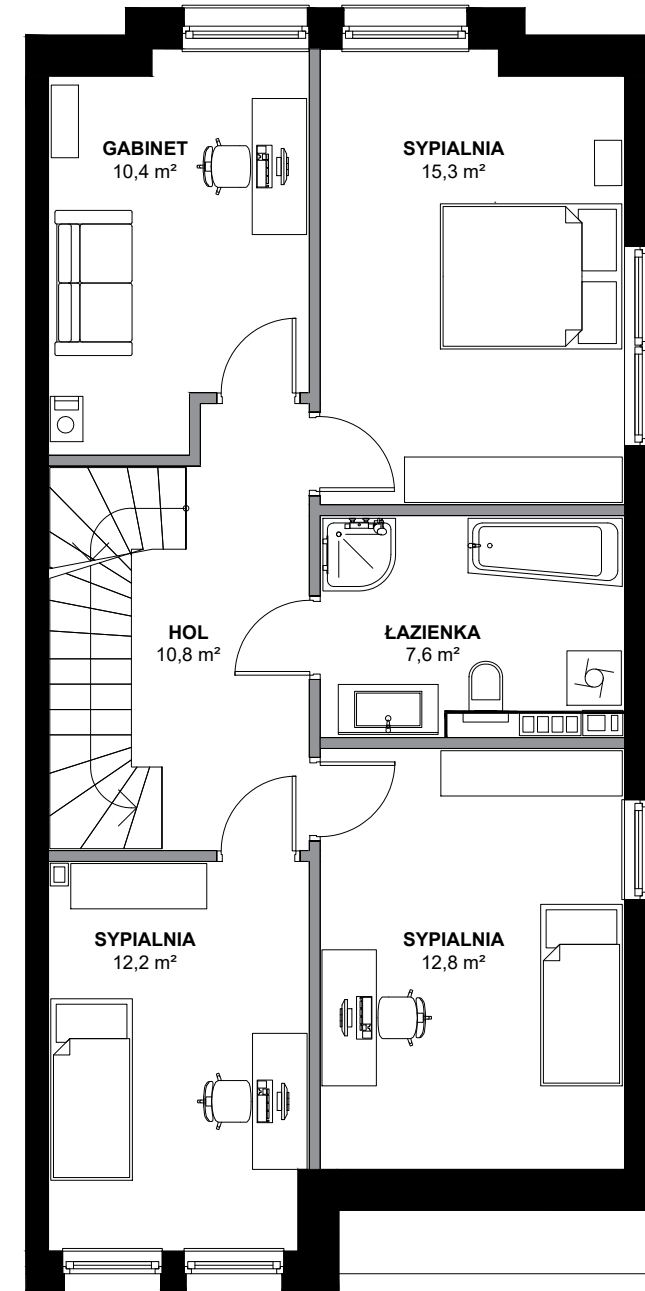 GABINET
10,4 m²
SYPIALNIA
15,3 m²
HOL
10,8 m²
ŁAZIENKA
7,6 m²
SYPIALNIA
12,2 m²
SYPIALNIA
12,8 m²